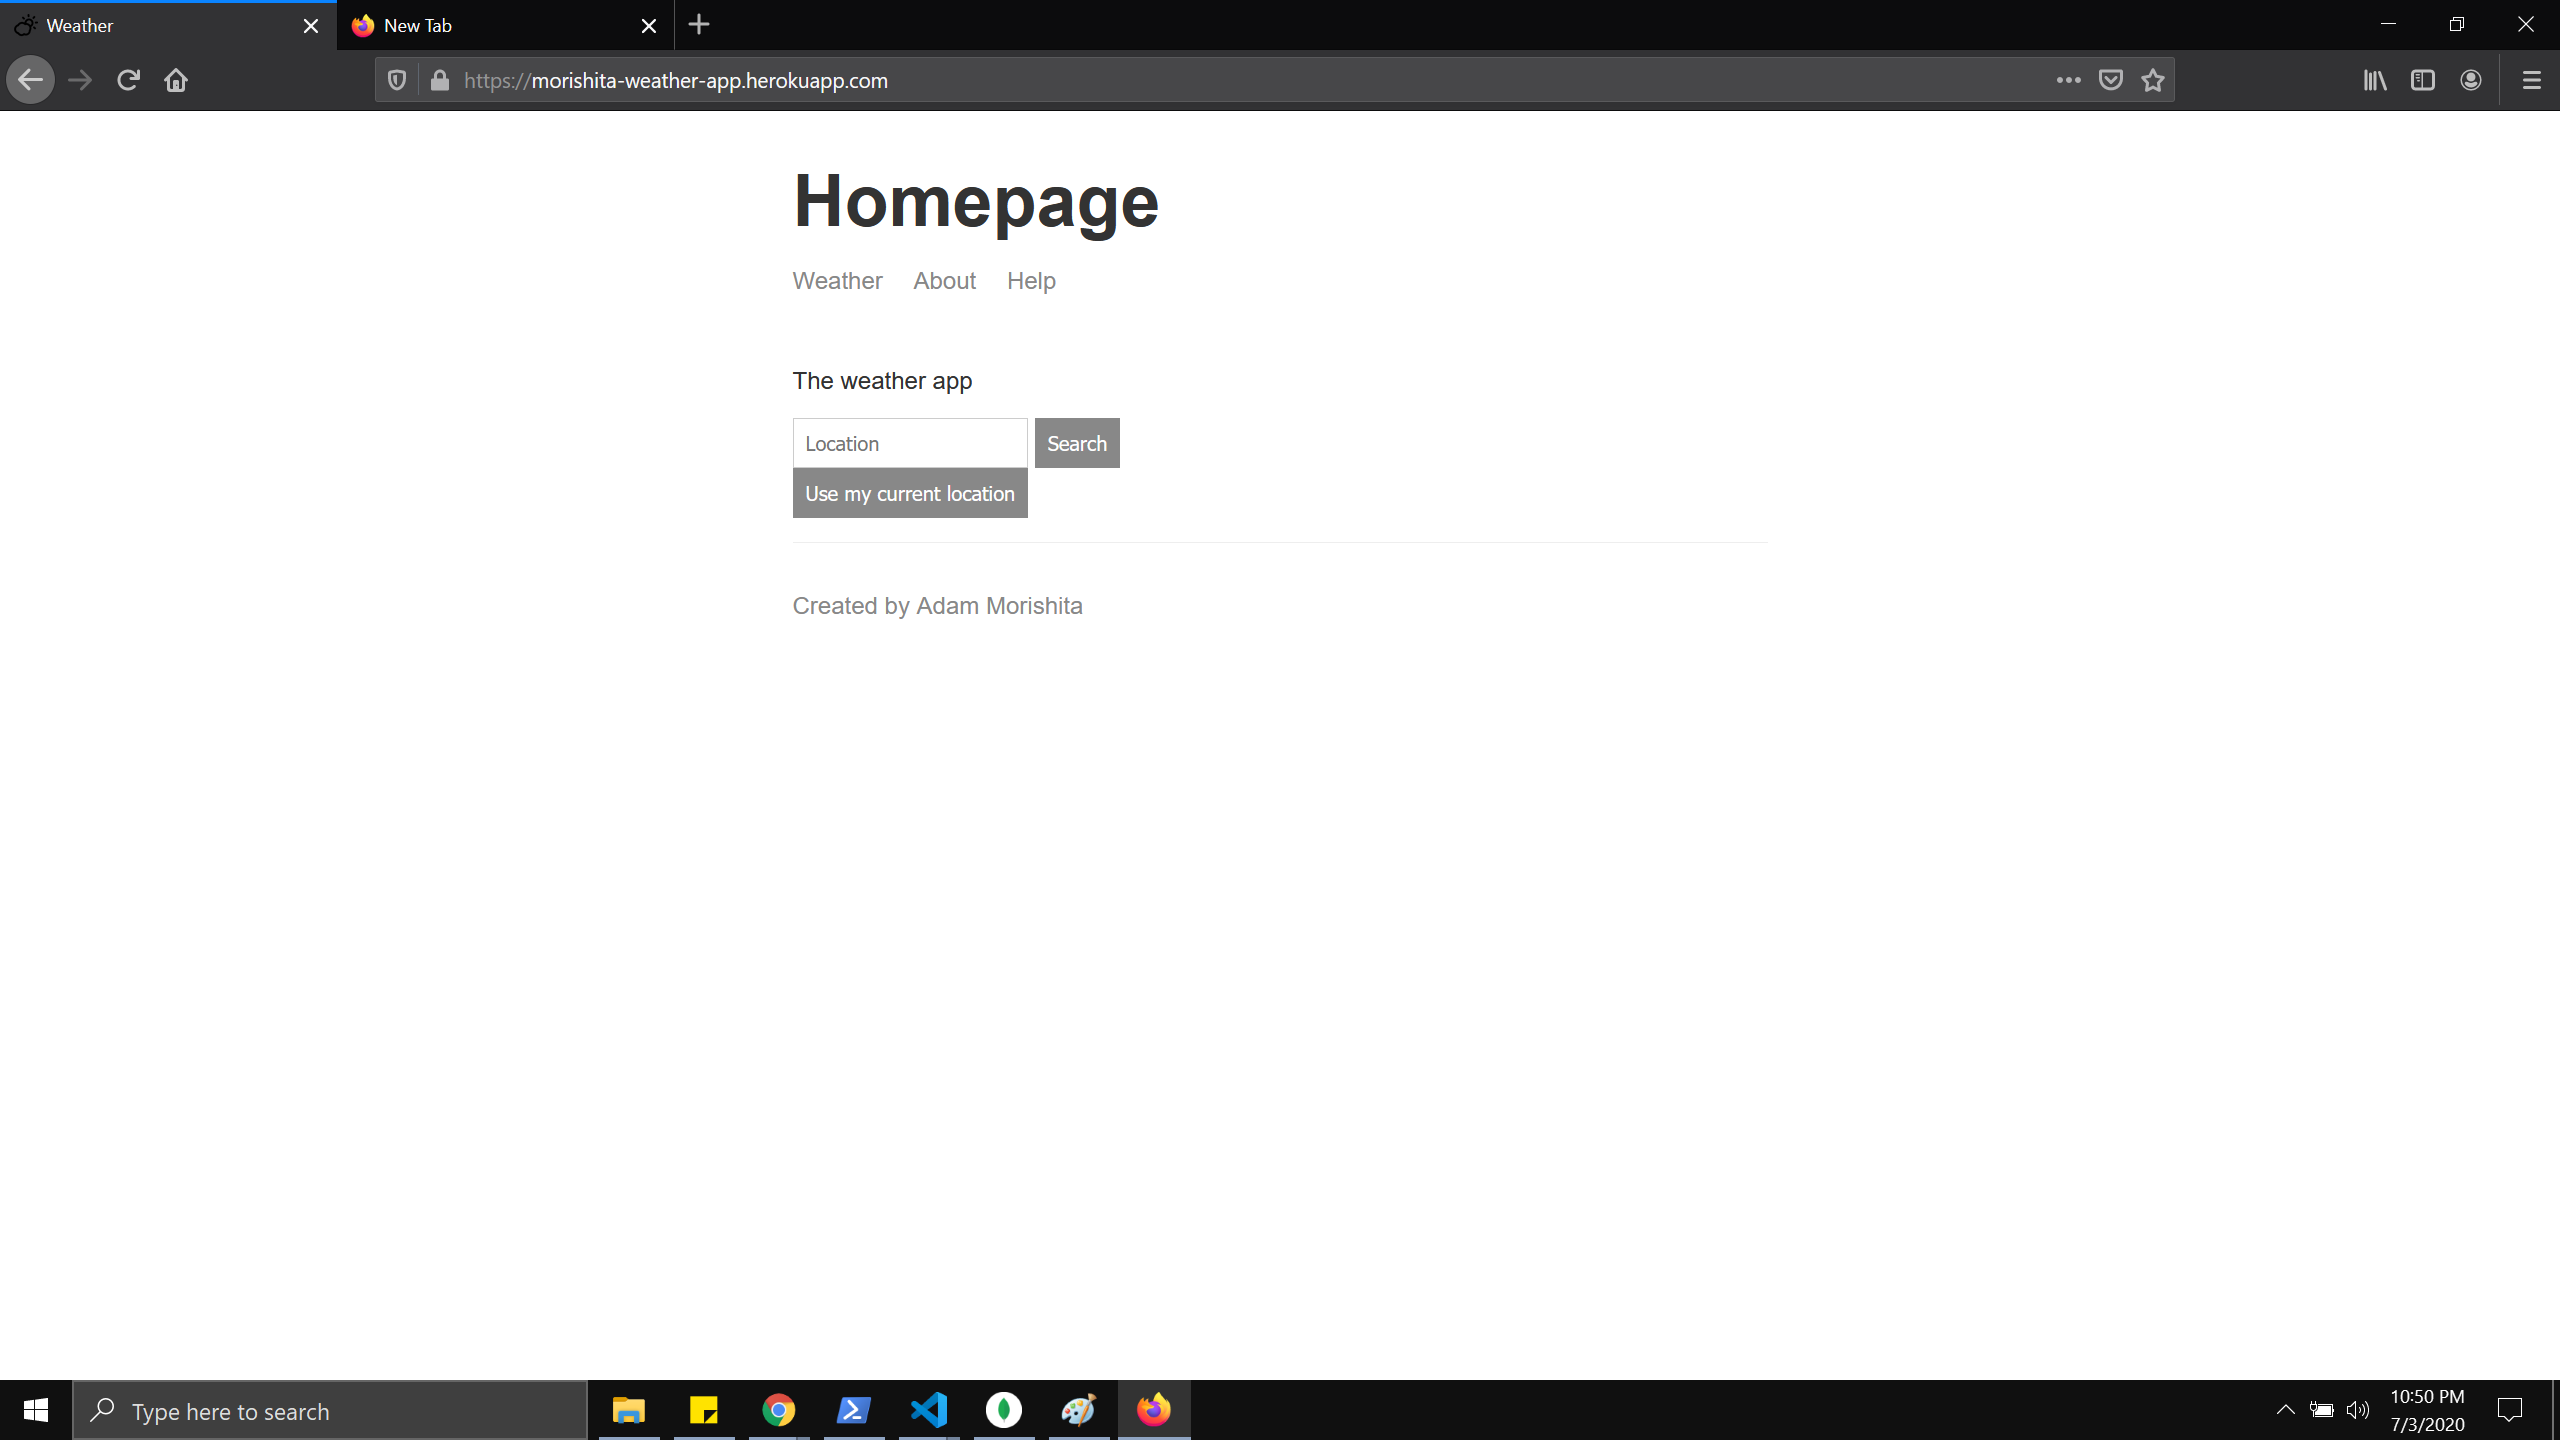 Weather
New Tab
https://morishita-weather-app.herokuapp.com
Homepage
Weather About Help
The weather app
Location Search
Use my current location
Created by Adam Morishita
Type here to search
10:50 PM
7/3/2020